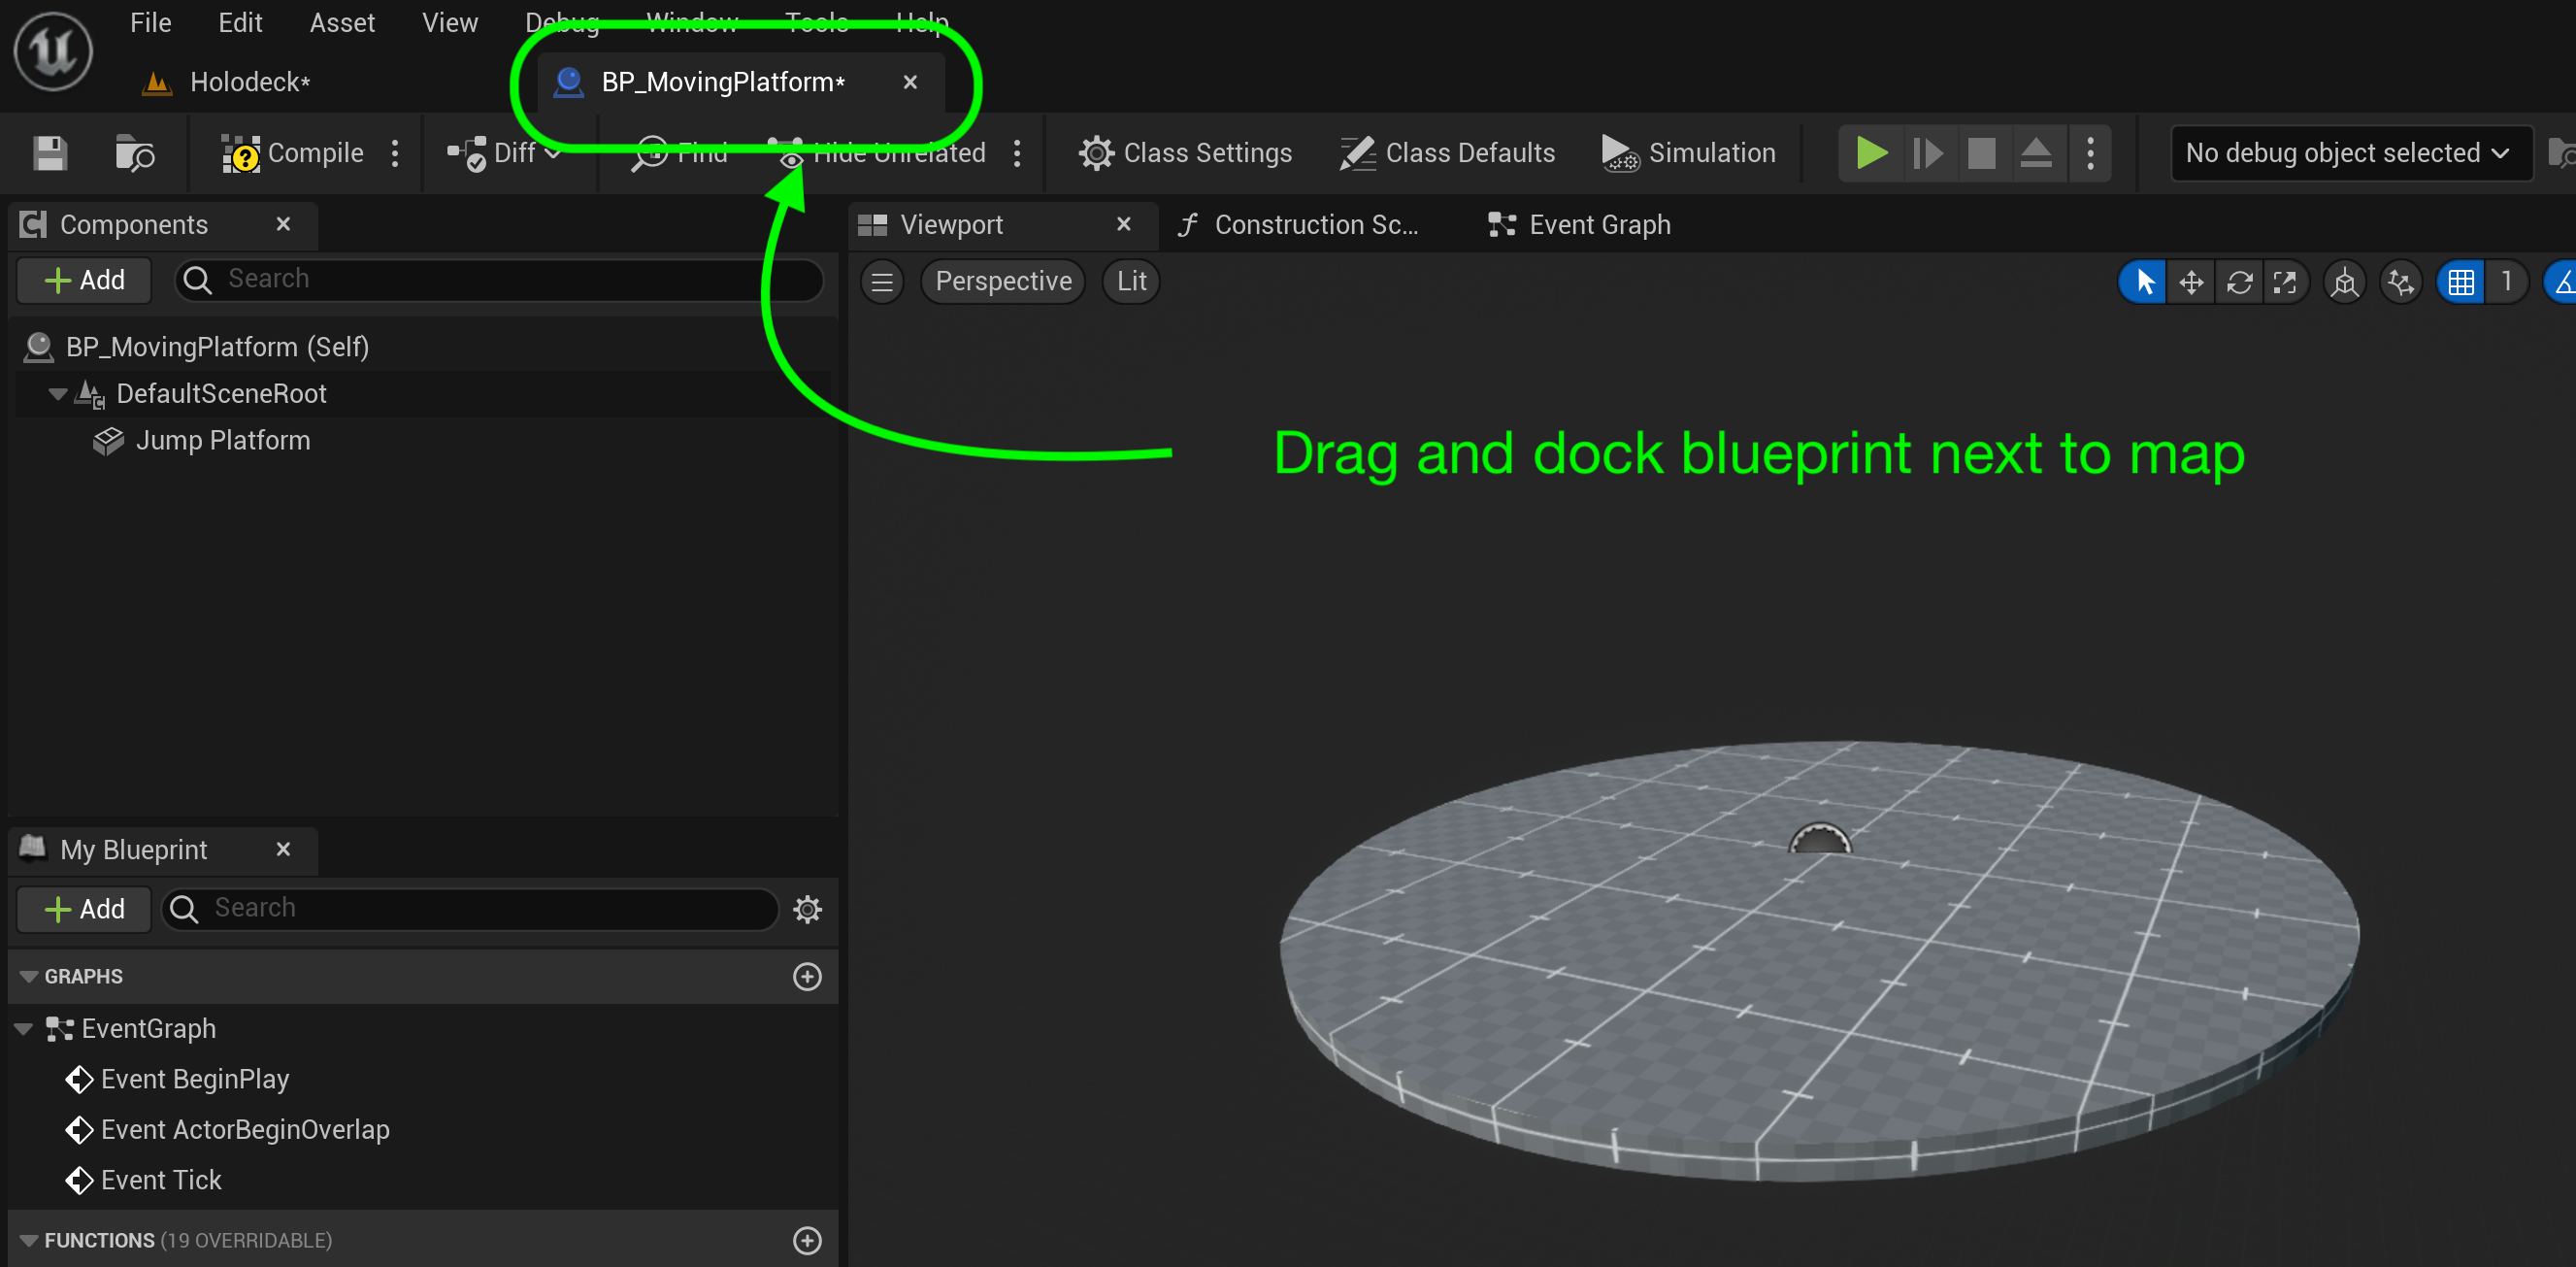 File Edit Asset View Debug Window Tools Help
Holodeck* BP_MovingPlatform*
Compile Diff Find Hide Unrelated Class Settings Class Defaults Simulation No debug object selected
Components Viewport Construction Sc... Event Graph
Add Search Perspective Lit 1
BP_MovingPlatform (Self)
DefaultSceneRoot
Jump Platform
Drag and dock blueprint next to map
My Blueprint
Add Search
GRAPHS
EventGraph
Event BeginPlay
Event ActorBeginOverlap
Event Tick
FUNCTIONS (19 OVERRIDABLE)